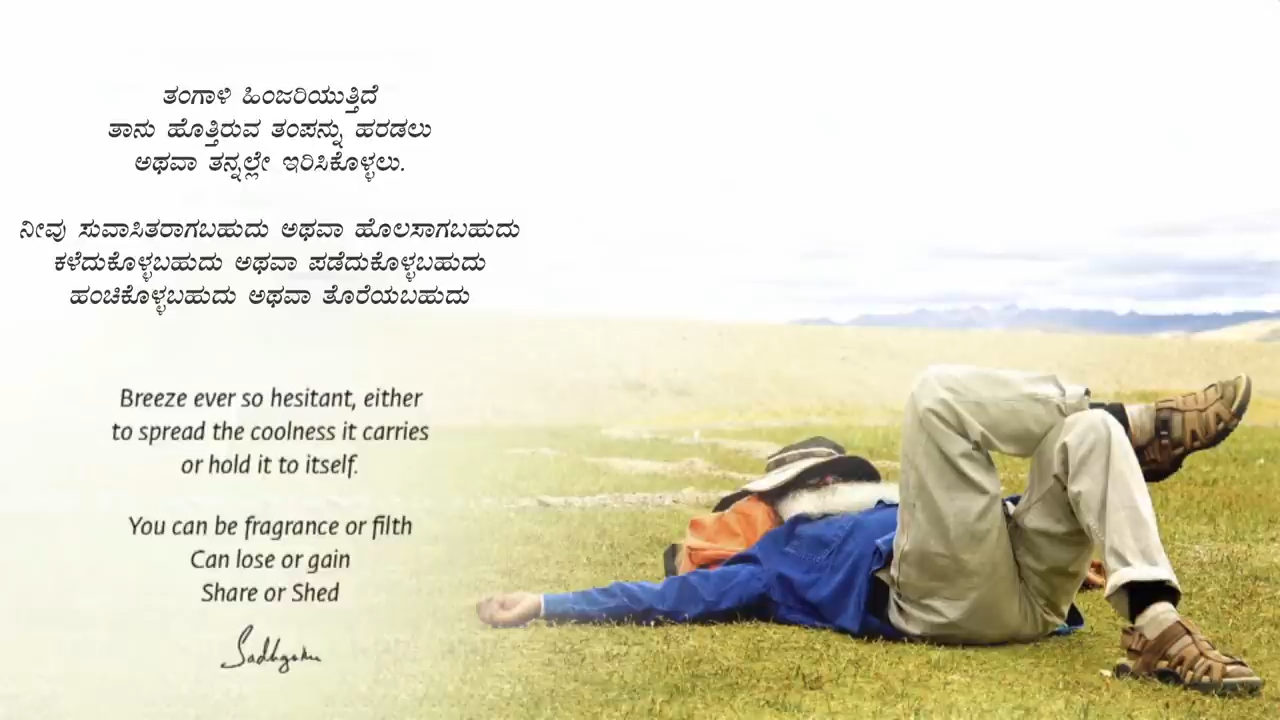 ತಂಗಾಳಿ ಹಿಂಜರಿಯುತ್ತಿದೆ
ತಾನು ಹೊತ್ತಿರುವ ತಂಪನ್ನು ಹರಡಲು
ಅಥವಾ ತನ್ನಲ್ಲೇ ಇರಿಸಿಕೊಳ್ಳಲು.
ನೀವು ಸುವಾಸಿತರಾಗಬಹುದು ಅಥವಾ ಹೊಲಸಾಗಬಹುದು
ಕಳೆದುಕೊಳ್ಳಬಹುದು ಅಥವಾ ಪಡೆದುಕೊಳ್ಳಬಹುದು
ಹಂಚಿಕೊಳ್ಳಬಹುದು ಅಥವಾ ತೊರೆಯಬಹುದು
Breeze ever so hesitant, either
to spread the coolness it carries
or hold it to itself.
You can be fragrance or filth
Can lose or gain
Share or Shed
Sadhguru